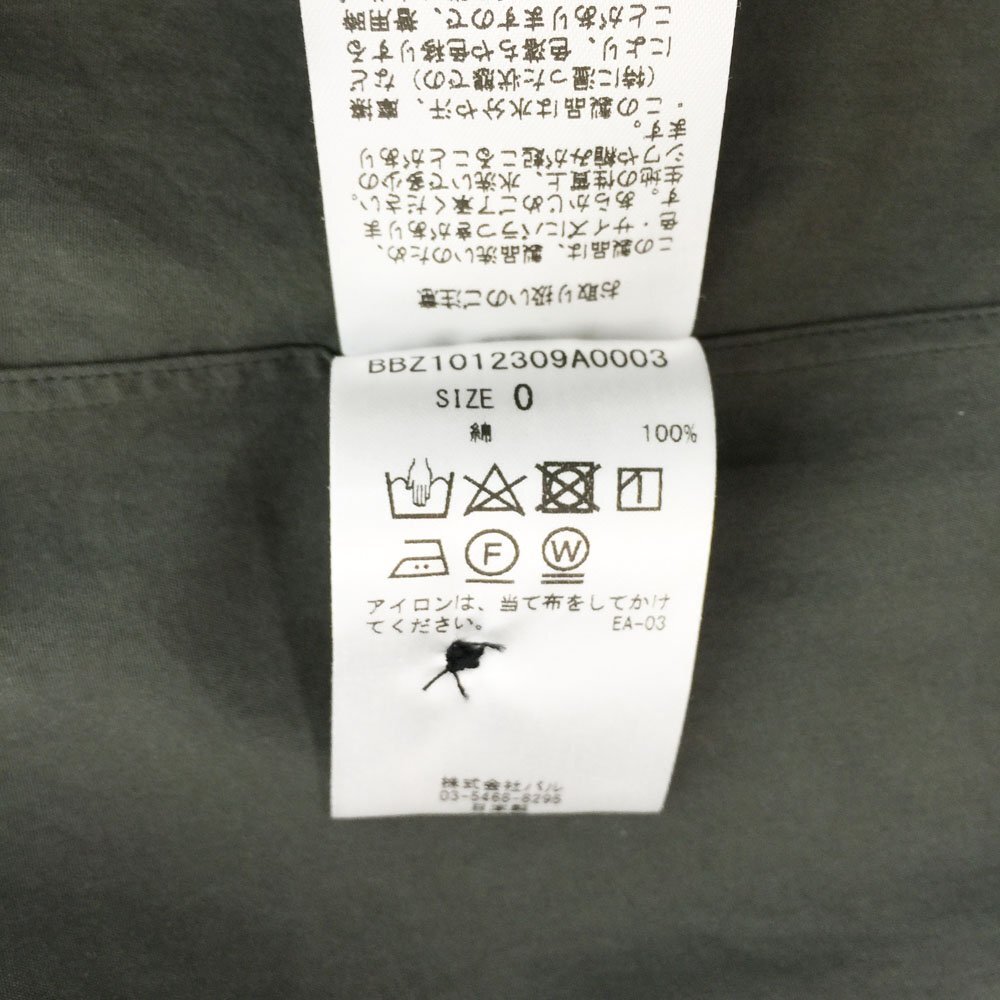 お取り扱いのご注意
この製品は、製品洗いのため、
色・サイズにバラつきがありま
す。あらかじめご了承ください。
生地の性質上、水洗いで多少の
シワや縮みが起こることがあり
ます。
・この製品は水分や汗、摩擦
(特に湿った状態での)など
により、色落ちや色移りする
ことがありますので、着用時
BBZ1012309A0003
SIZE 0
綿 100%
F W
アイロンは、当て布をしてかけ
てください。 EA-03
株式会社パル
03-5466-8295
日本製